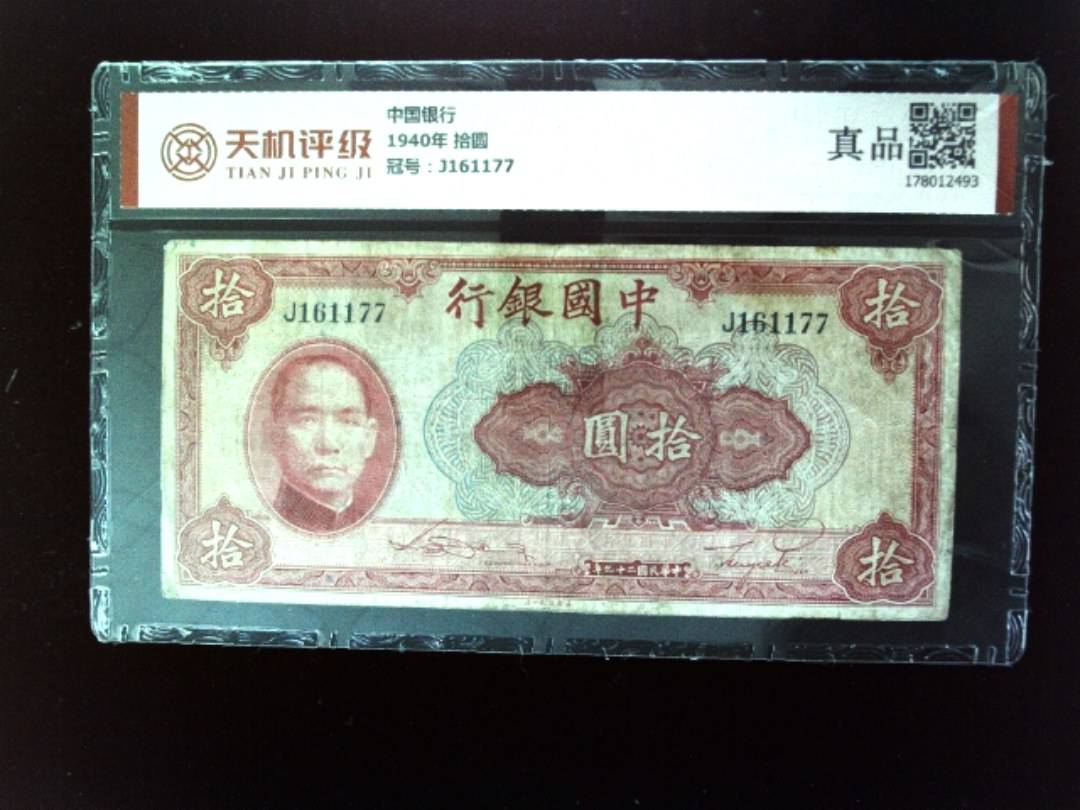 天机评级
TIAN JI PING JI
中国银行
1940年 拾圆
冠号：J161177
真品
178012493
拾
行銀國中
拾
J161177
J161177
圓拾
拾
拾